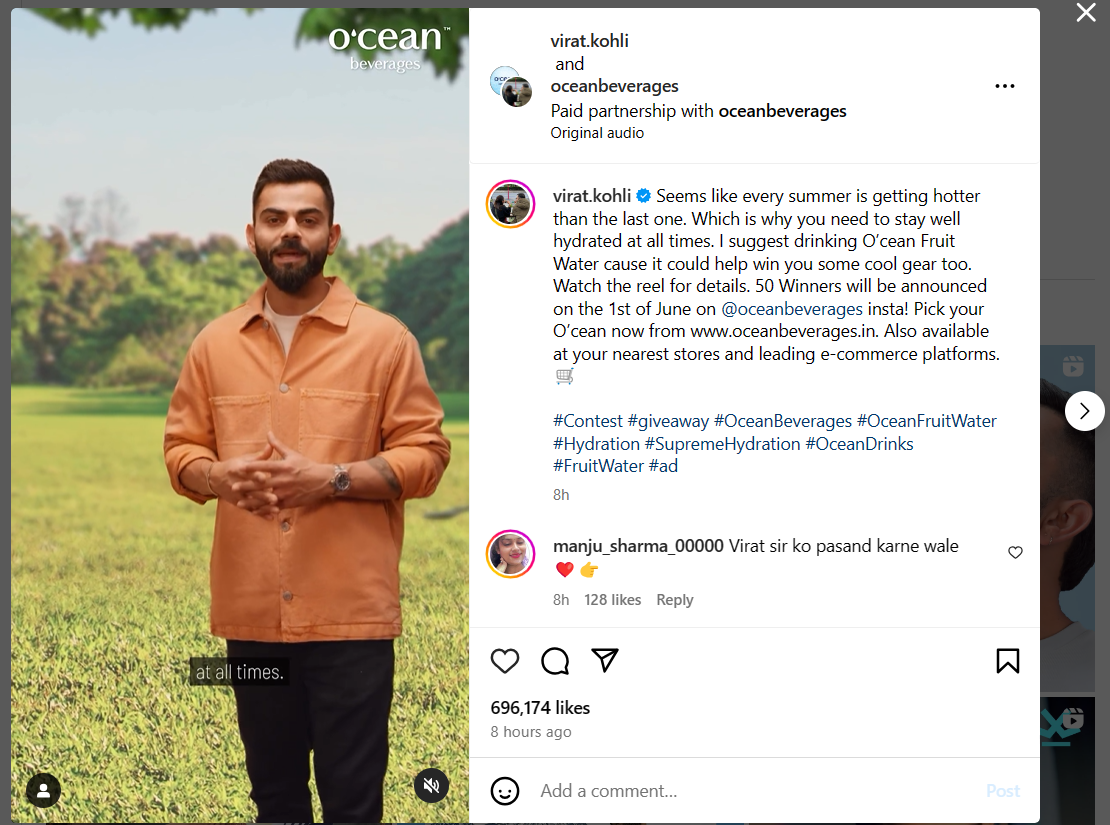 o'cean™
beverages
at all times.
virat.kohli
and
oceanbeverages
Paid partnership with oceanbeverages
Original audio
virat.kohli Seems like every summer is getting hotter
than the last one. Which is why you need to stay well
hydrated at all times. I suggest drinking O’cean Fruit
Water cause it could help win you some cool gear too.
Watch the reel for details. 50 Winners will be announced
on the 1st of June on @oceanbeverages insta! Pick your
O’cean now from www.oceanbeverages.in. Also available
at your nearest stores and leading e-commerce platforms.
🛒
#Contest #giveaway #OceanBeverages #OceanFruitWater
#Hydration #SupremeHydration #OceanDrinks
#FruitWater #ad
8h
manju_sharma_00000 Virat sir ko pasand karne wale
❤️ 👉
8h 128 likes Reply
696,174 likes
8 hours ago
Add a comment... Post